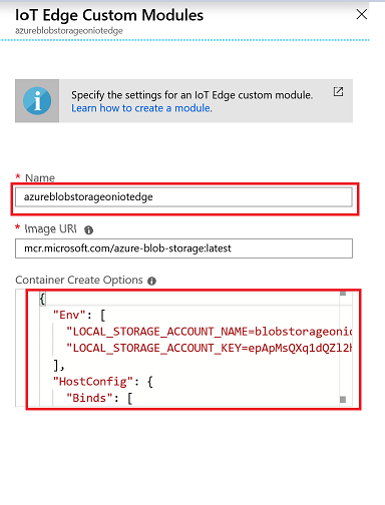 IoT Edge Custom Modules
azureblobstorageoniotedge
Specify the settings for an IoT Edge custom module.
Learn how to create a module.
* Name
azureblobstorageoniotedge
* Image URI
mcr.microsoft.com/azure-blob-storage:latest
Container Create Options
{
"Env": [
"LOCAL_STORAGE_ACCOUNT_NAME=blobstorageonio
"LOCAL_STORAGE_ACCOUNT_KEY=epApMsQXq1dQZl2h
],
"HostConfig": {
"Binds": [